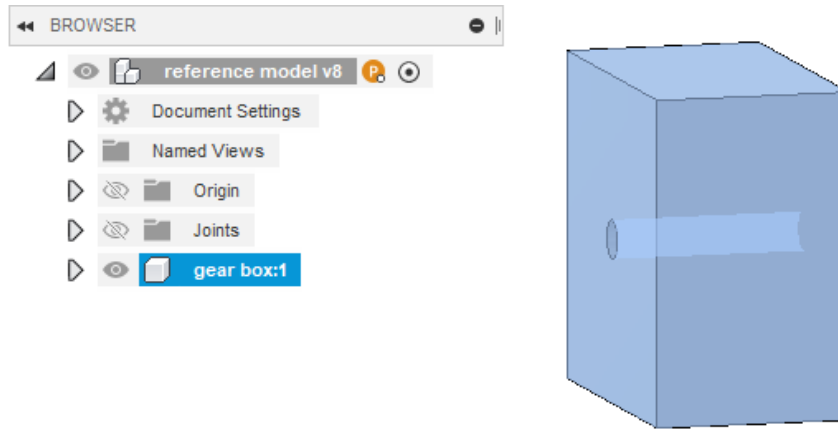 BROWSER
reference model v8
P
Document Settings
Named Views
Origin
Joints
gear box:1